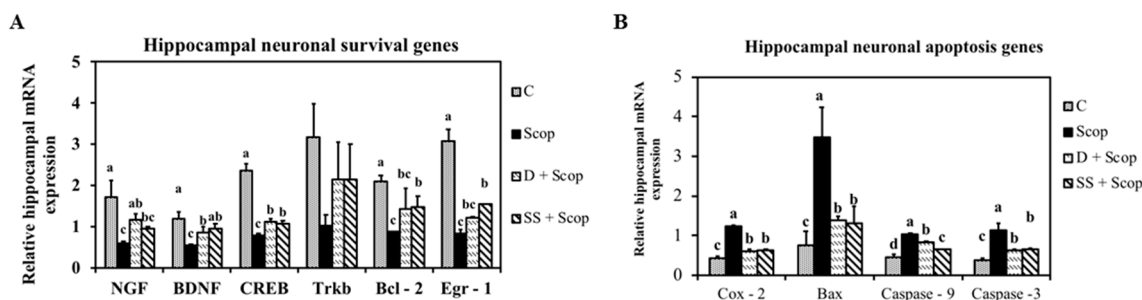 A
Hippocampal neuronal survival genes
Relative hippocampal mRNA
expression
5
4
3
2
1
0
a
c
ab
bc
a
c
b
ab
a
c
b
b
a
c
bc
b
a
c
bc
b
NGF BDNF CREB Trkb Bcl - 2 Egr - 1
C
Scop
D + Scop
SS + Scop
B
Hippocampal neuronal apoptosis genes
Relative hippocampal mRNA
expression
5
4
3
2
1
0
c
a
b
b
c
a
b
b
d
a
b
c
c
a
b
b
Cox - 2 Bax Caspase - 9 Caspase -3
C
Scop
D + Scop
SS + Scop